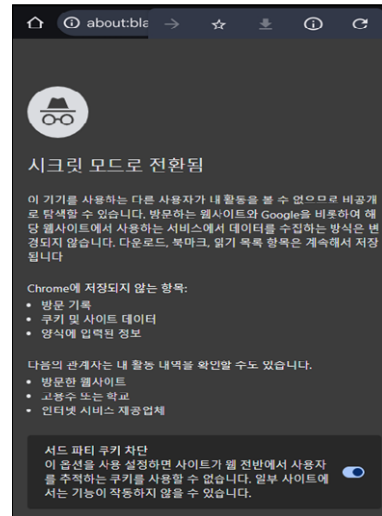 about:bla
시크릿 모드로 전환됨
이 기기를 사용하는 다른 사용자가 내 활동을 볼 수 없으므로 비공개
로 탐색할 수 있습니다. 방문하는 웹사이트와 Google을 비롯하여 해
당 웹사이트에서 사용하는 서비스에서 데이터를 수집하는 방식은 변
경되지 않습니다. 다운로드, 북마크, 읽기 목록 항목은 계속해서 저장
됩니다
Chrome에 저장되지 않는 항목:
• 방문 기록
• 쿠키 및 사이트 데이터
• 양식에 입력된 정보
다음의 관계자는 내 활동 내역을 확인할 수도 있습니다.
• 방문한 웹사이트
• 고용주 또는 학교
• 인터넷 서비스 제공업체
서드 파티 쿠키 차단
이 옵션을 사용 설정하면 사이트가 웹 전반에서 사용자
를 추적하는 쿠키를 사용할 수 없습니다. 일부 사이트에
서는 기능이 작동하지 않을 수 있습니다.